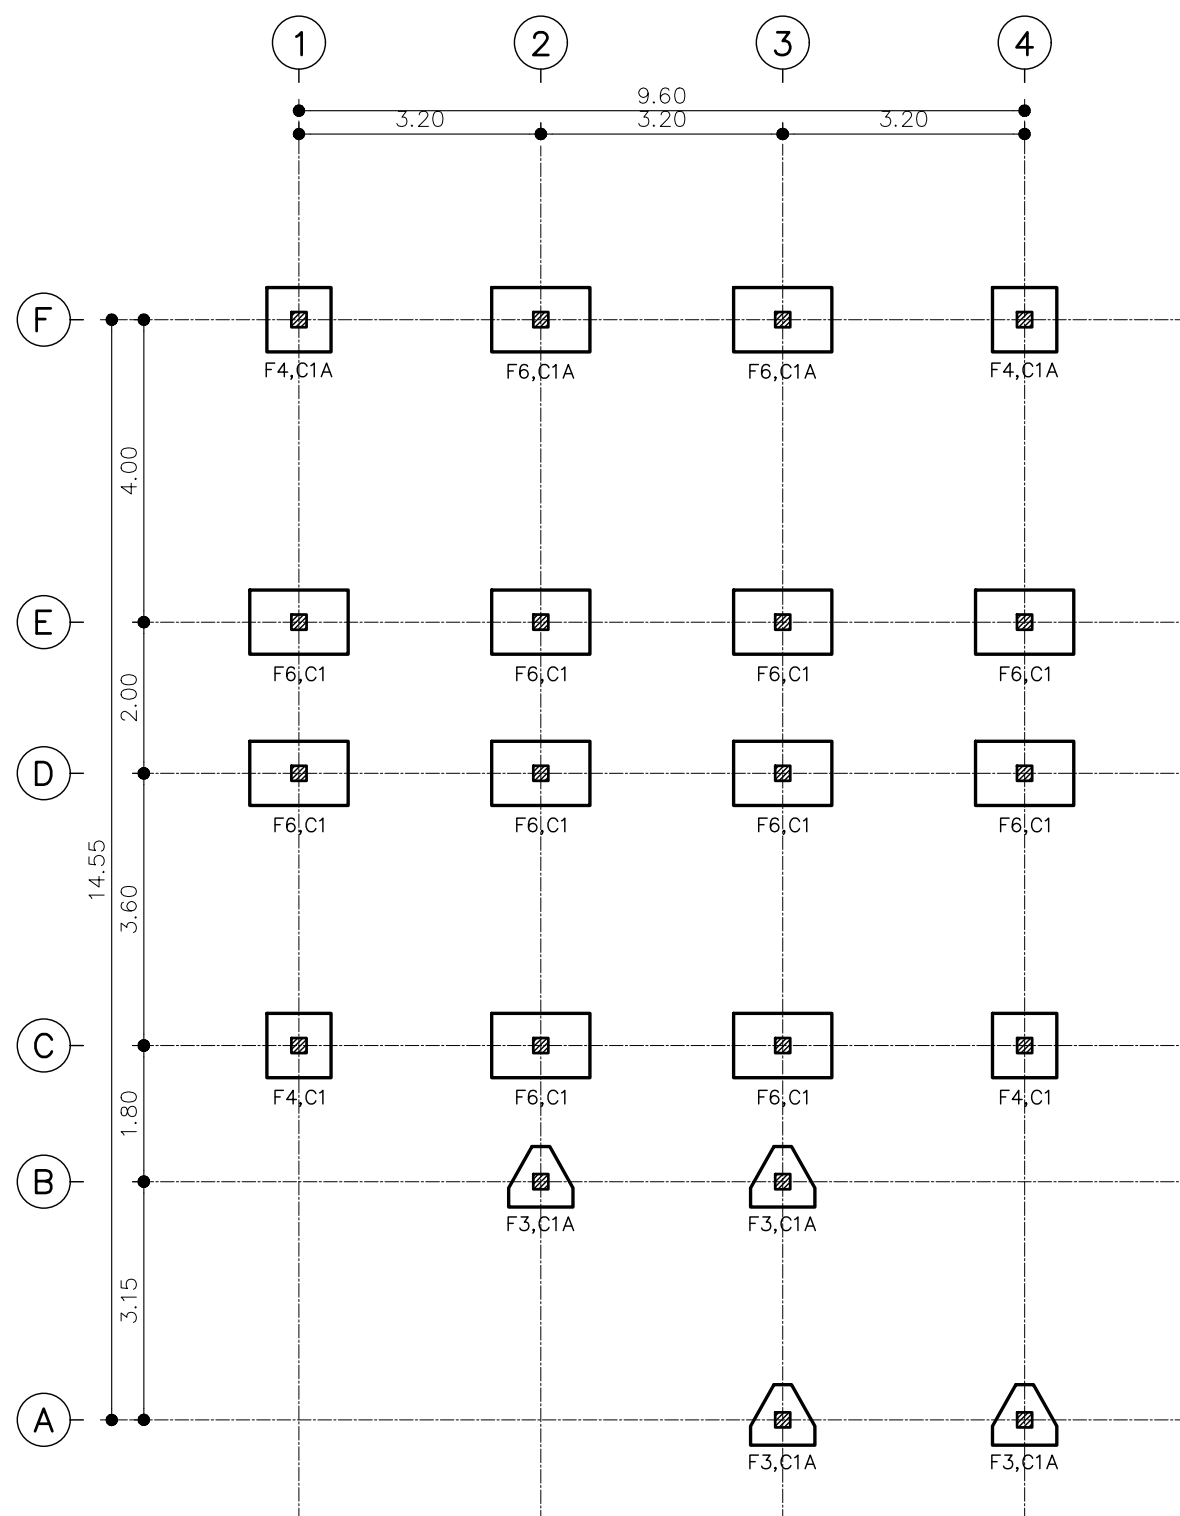 1 2 3 4
9.60
3.20 3.20 3.20
F
F4,C1A F6,C1A F6,C1A F4,C1A
4.00
E
F6,C1 F6,C1 F6,C1 F6,C1
2.00
D
F6,C1 F6,C1 F6,C1 F6,C1
14.55
3.60
C
F4,C1 F6,C1 F6,C1 F4,C1
1.80
B
F3,C1A F3,C1A
3.15
A
F3,C1A F3,C1A